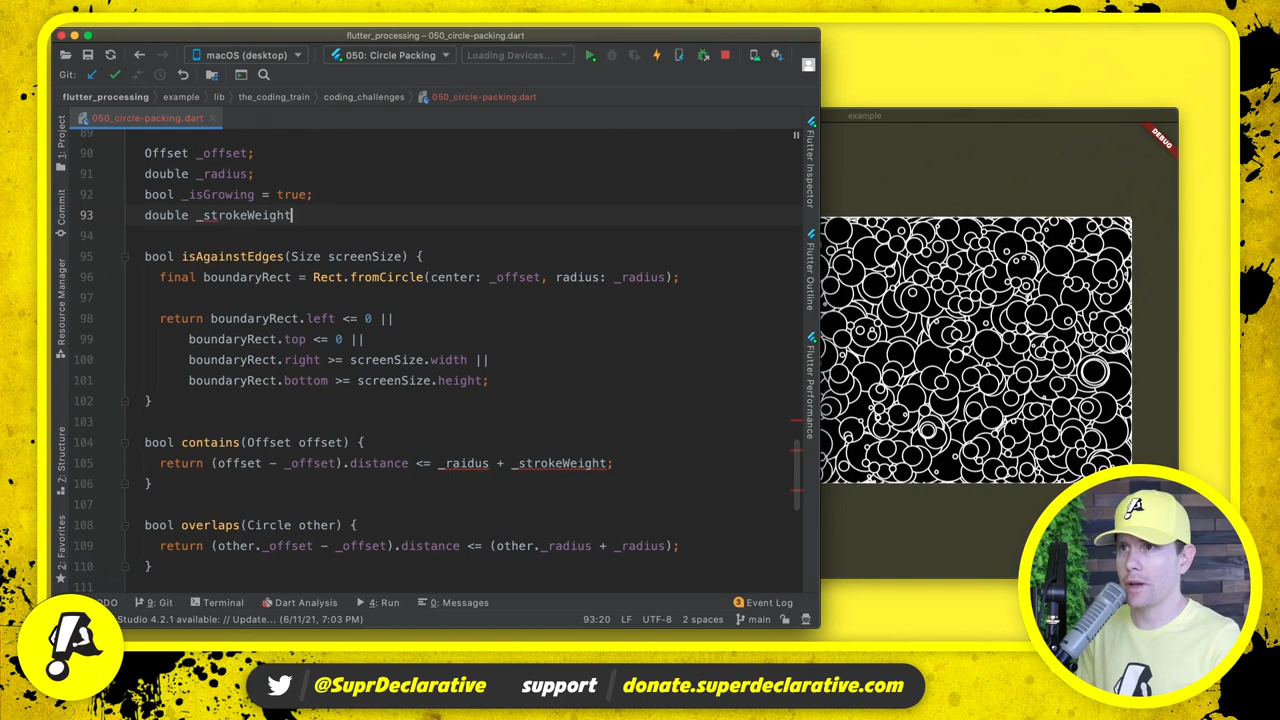 flutter_processing – 050_circle-packing.dart
macOS (desktop)
050: Circle Packing
Loading Devices...
Git:
flutter_processing
example
lib
the_coding_train
coding_challenges
050_circle-packing.dart
050_circle-packing.dart
89
90 Offset _offset;
91 double _radius;
92 bool _isGrowing = true;
93 double _strokeWeight
94
95 bool isAgainstEdges(Size screenSize) {
96 final boundaryRect = Rect.fromCircle(center: _offset, radius: _radius);
97
98 return boundaryRect.left <= 0 ||
99 boundaryRect.top <= 0 ||
100 boundaryRect.right >= screenSize.width ||
101 boundaryRect.bottom >= screenSize.height;
102 }
103
104 bool contains(Offset offset) {
105 return (offset - _offset).distance <= _raidus + _strokeWeight;
106 }
107
108 bool overlaps(Circle other) {
109 return (other._offset - _offset).distance <= (other._radius + _radius);
110 }
111
1: Project
Commit
Resource Manager
7: Structure
2: Favorites
Flutter Inspector
Flutter Outline
Flutter Performance
example
DEBUG
ODO
9: Git
Terminal
Dart Analysis
4: Run
0: Messages
3 Event Log
Studio 4.2.1 available: // Update... (6/11/21, 7:03 PM)
93:20
LF
UTF-8
2 spaces
main
@SuprDeclarative
support
donate.superdeclarative.com